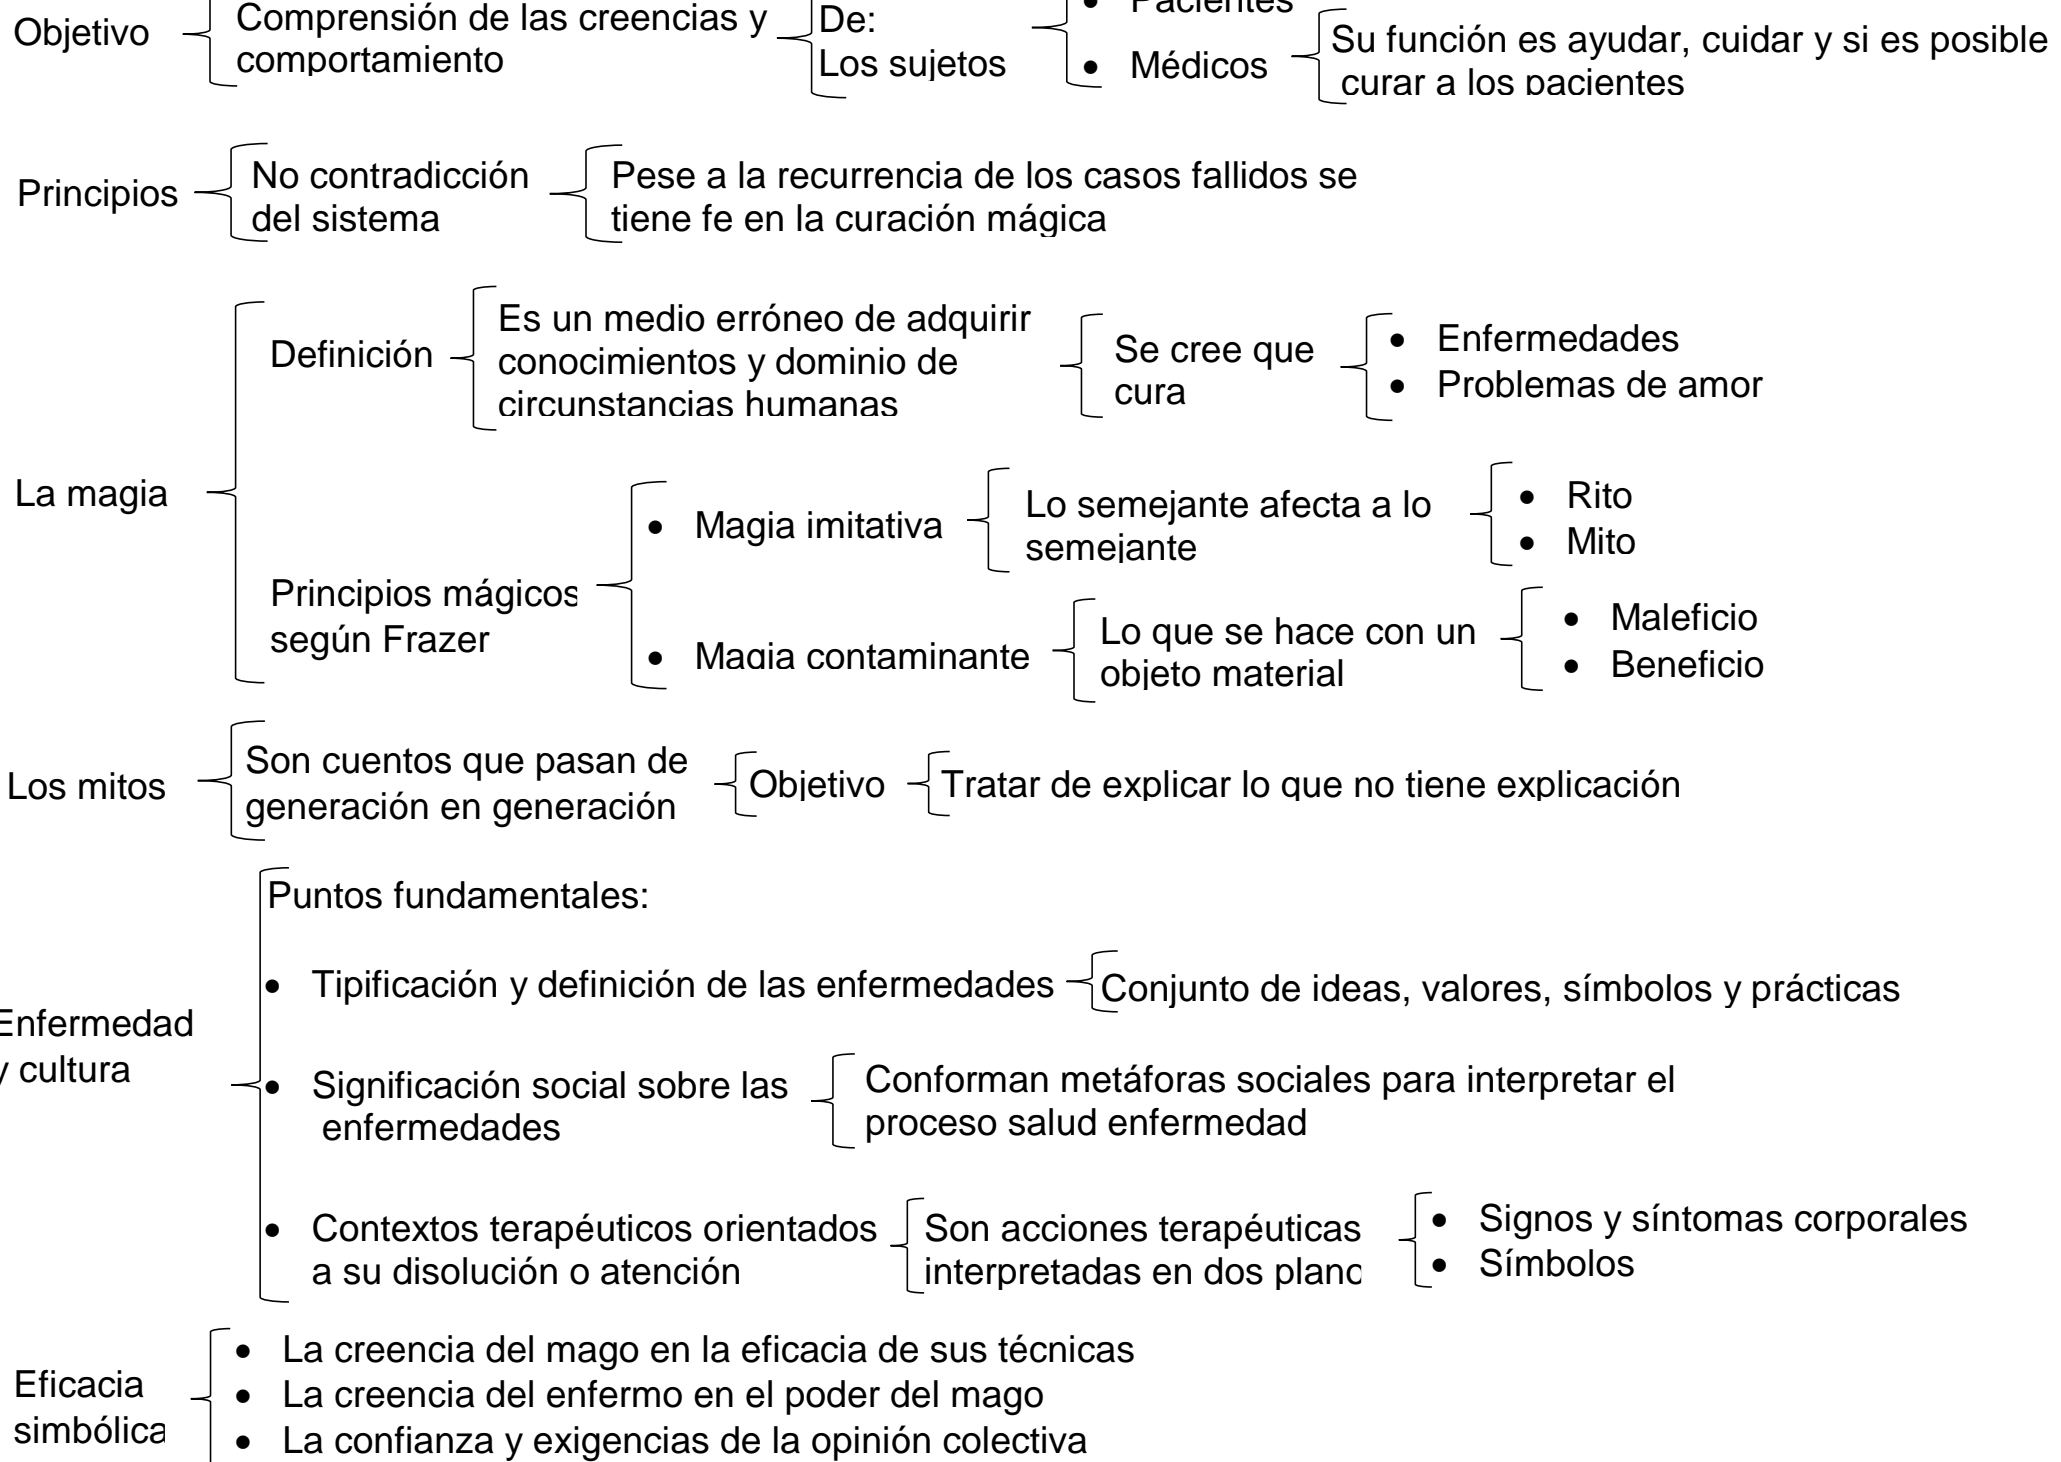 Objetivo
Comprensión de las creencias y
comportamiento
De:
Los sujetos
• Pacientes
• Médicos
Su función es ayudar, cuidar y si es posible
curar a los pacientes
Principios
No contradicción
del sistema
Pese a la recurrencia de los casos fallidos se
tiene fe en la curación mágica
La magia
Definición
Es un medio erróneo de adquirir
conocimientos y dominio de
circunstancias humanas
Se cree que
cura
• Enfermedades
• Problemas de amor
Principios mágicos
según Frazer
• Magia imitativa
Lo semejante afecta a lo
semejante
• Rito
• Mito
• Magia contaminante
Lo que se hace con un
objeto material
• Maleficio
• Beneficio
Los mitos
Son cuentos que pasan de
generación en generación
Objetivo
Tratar de explicar lo que no tiene explicación
Enfermedad
y cultura
Puntos fundamentales:
• Tipificación y definición de las enfermedades
Conjunto de ideas, valores, símbolos y prácticas
• Significación social sobre las
enfermedades
Conforman metáforas sociales para interpretar el
proceso salud enfermedad
• Contextos terapéuticos orientados
a su disolución o atención
Son acciones terapéuticas
interpretadas en dos plano
• Signos y síntomas corporales
• Símbolos
Eficacia
simbólica
• La creencia del mago en la eficacia de sus técnicas
• La creencia del enfermo en el poder del mago
• La confianza y exigencias de la opinión colectiva